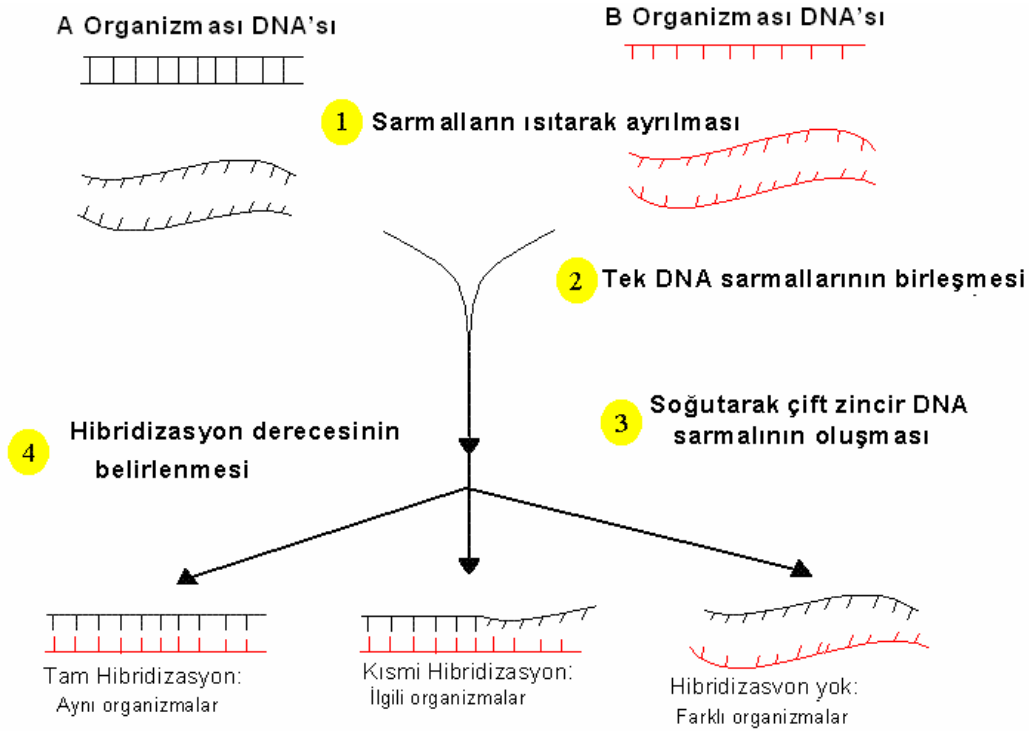 A Organizması DNA'sı
B Organizması DNA'sı
1 Sarmalların ısıtarak ayrılması
2 Tek DNA sarmallarının birleşmesi
3 Soğutarak çift zincir DNA
sarmalının oluşması
4 Hibridizasyon derecesinin
belirlenmesi
Tam Hibridizasyon:
Aynı organizmalar
Kısmi Hibridizasyon:
İlgili organizmalar
Hibridizasvon yok:
Farklı organizmalar